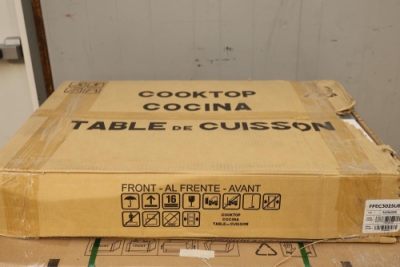 COOKTOP
COCINA
TABLE DE CUISSON
FRONT - AL FRENTE - AVANT
16
COOKTOP
COCINA
TABLE DE CUISSON